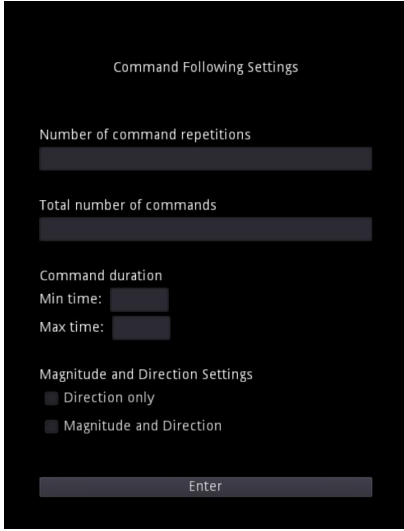 Command Following Settings
Number of command repetitions
Total number of commands
Command duration
Min time:
Max time:
Magnitude and Direction Settings
Direction only
Magnitude and Direction
Enter